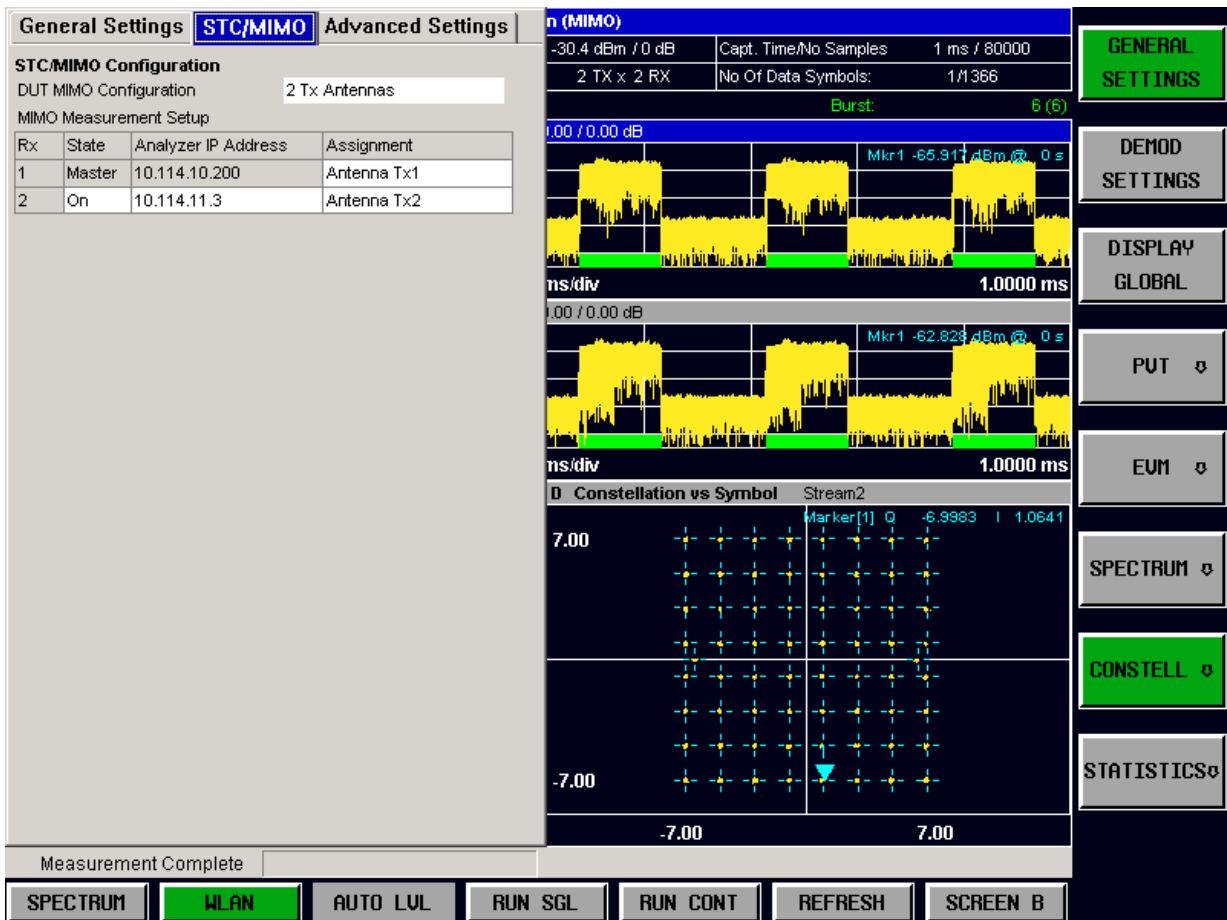 General Settings STC/MIMO Advanced Settings
STC/MIMO Configuration
DUT MIMO Configuration 2 Tx Antennas
MIMO Measurement Setup
Rx State Analyzer IP Address Assignment
1 Master 10.114.10.200 Antenna Tx1
2 On 10.114.11.3 Antenna Tx2
(MIMO)
-30.4 dBm / 0 dB Capt. Time/No Samples 1 ms / 80000
2 TX x 2 RX No Of Data Symbols: 1/1366
Burst: 6 (6)
.00 / 0.00 dB
Mkr1 -65.917 dBm @ 0 s
ms/div 1.0000 ms
.00 / 0.00 dB
Mkr1 -62.828 dBm @ 0 s
ms/div 1.0000 ms
D Constellation vs Symbol Stream2
Marker[1] Q -6.9983 I 1.0641
7.00
-7.00
-7.00 7.00
Measurement Complete
GENERAL
SETTINGS
DEMOD
SETTINGS
DISPLAY
GLOBAL
PVT
EVM
SPECTRUM
CONSTELL
STATISTICS
SPECTRUM WLAN AUTO LVL RUN SGL RUN CONT REFRESH SCREEN B